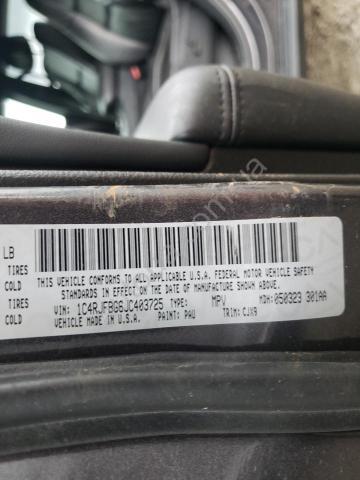 LB
TIRES
COLD
TIRES
COLD
THIS VEHICLE CONFORMS TO ALL APPLICABLE U.S.A. FEDERAL MOTOR VEHICLE SAFETY
STANDARDS IN EFFECT ON THE DATE OF MANUFACTURE SHOWN ABOVE.
VIN: 1C4RJFBG6JC403725 TYPE: MPV MDH: 050323 301AA
MADE IN U.S.A. PAINT: PAU TRIM: CJX9